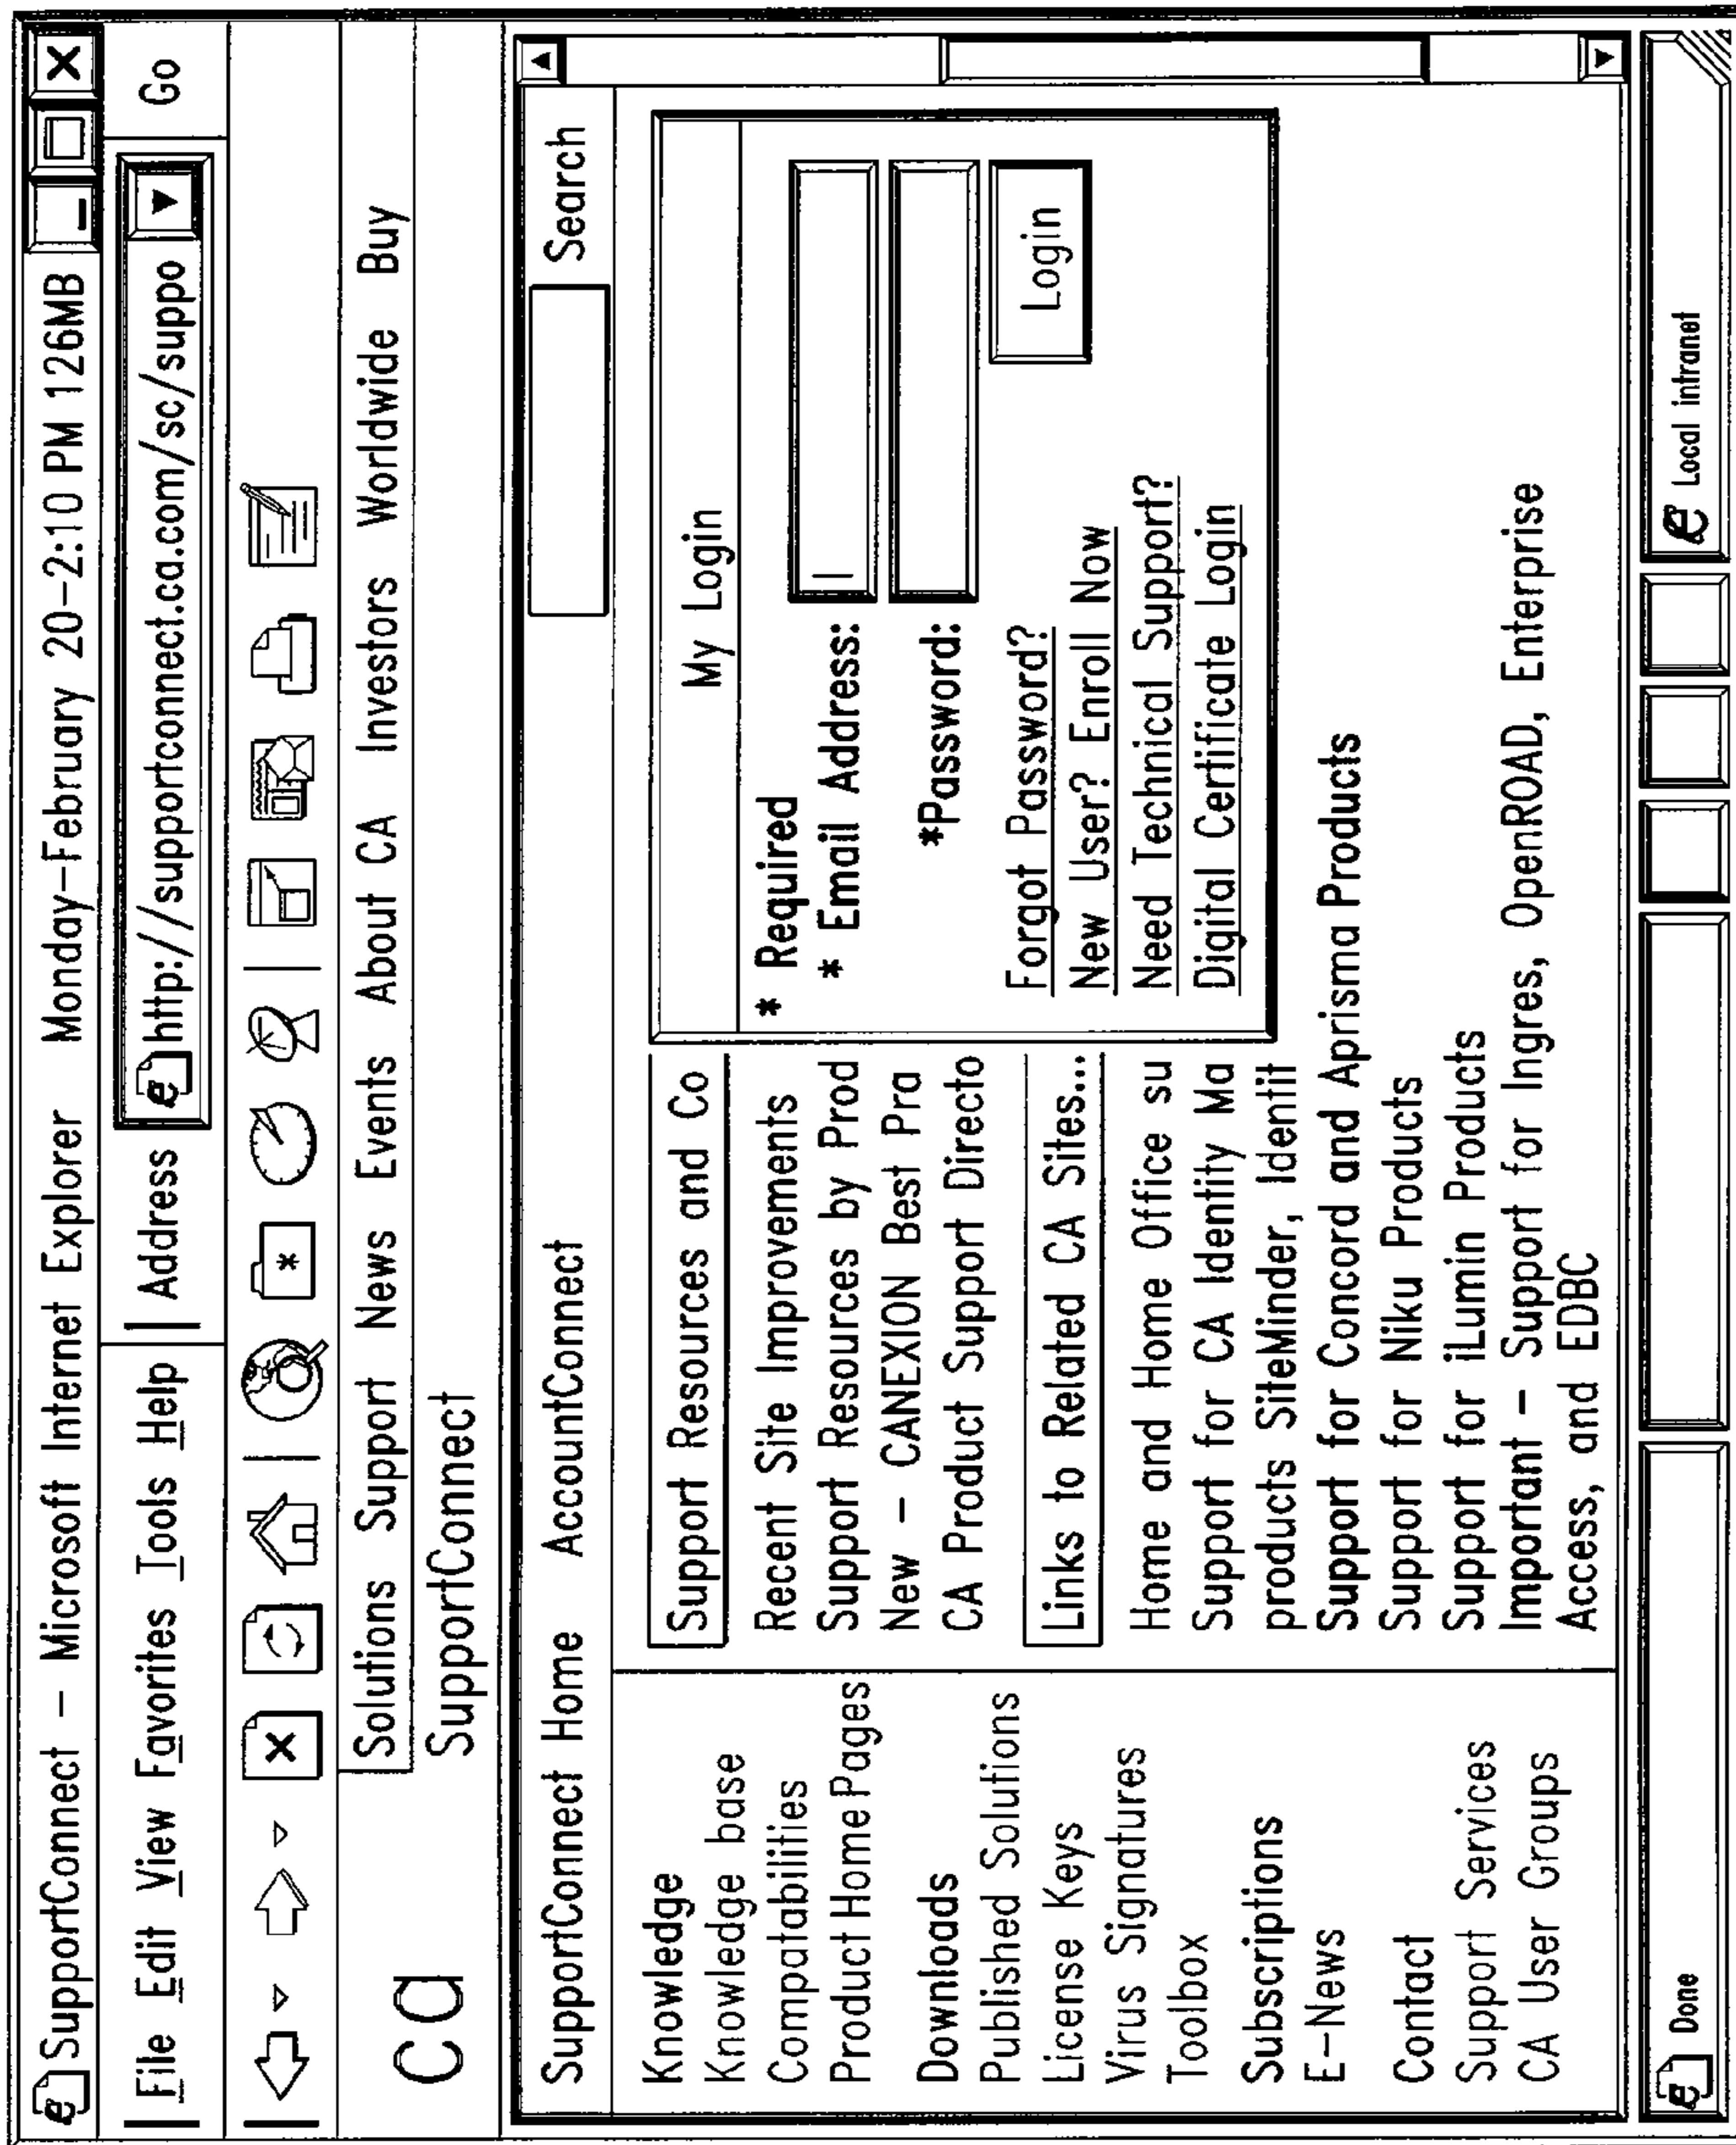 SupportConnect - Microsoft Internet Explorer Monday-February 20-2:10 PM 126MB
File Edit View Favorites Tools Help Address http://supportconnect.ca.com/sc/suppo Go
ca
Solutions Support News Events About CA Investors Worldwide Buy
SupportConnect
SupportConnect Home AccountConnect Search
Knowledge
Knowledge base
Compatabilities
Product Home Pages
Downloads
Published Solutions
License Keys
Virus Signatures
Toolbox
Subscriptions
E-News
Contact
Support Services
CA User Groups
Support Resources and Co
Recent Site Improvements
Support Resources by Prod
New - CANEXION Best Pra
CA Product Support Directo
Links to Related CA Sites...
Home and Home Office su
Support for CA Identity Ma
products SiteMinder, Identit
Support for Concord and Aprisma Products
Support for Niku Products
Support for iLumin Products
Important - Support for Ingres, OpenROAD, Enterprise
Access, and EDBC
My Login
* Required
* Email Address:
*Password:
Login
Forgot Password?
New User? Enroll Now
Need Technical Support?
Digital Certificate Login
Done
Local intranet